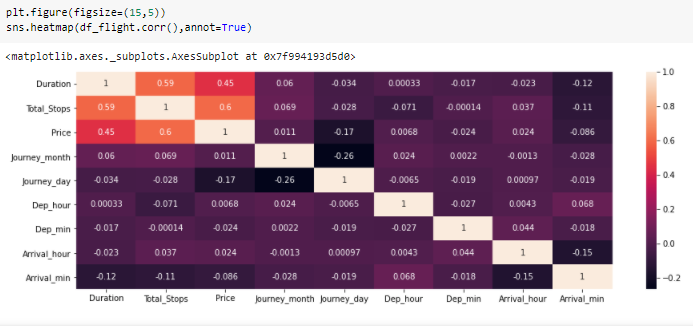 plt.figure(figsize=(15,5))
sns.heatmap(df_flight.corr(),annot=True)
<matplotlib.axes._subplots.AxesSubplot at 0x7f994193d5d0>
Duration 1 0.59 0.45 0.06 -0.034 0.00033 -0.017 -0.023 -0.12
Total_Stops 0.59 1 0.6 0.069 -0.028 -0.071 -0.00014 0.037 -0.11
Price 0.45 0.6 1 0.011 -0.17 0.0068 -0.024 0.024 -0.086
Journey_month 0.06 0.069 0.011 1 -0.26 0.024 0.0022 -0.0013 -0.028
Journey_day -0.034 -0.028 -0.17 -0.26 1 -0.0065 -0.019 0.00097 -0.019
Dep_hour 0.00033 -0.071 0.0068 0.024 -0.0065 1 -0.027 0.0043 0.068
Dep_min -0.017 -0.00014 -0.024 0.0022 -0.019 -0.027 1 0.044 -0.018
Arrival_hour -0.023 0.037 0.024 -0.0013 0.00097 0.0043 0.044 1 -0.15
Arrival_min -0.12 -0.11 -0.086 -0.028 -0.019 0.068 -0.018 -0.15 1
Duration Total_Stops Price Journey_month Journey_day Dep_hour Dep_min Arrival_hour Arrival_min
1.0
0.8
0.6
0.4
0.2
0.0
-0.2